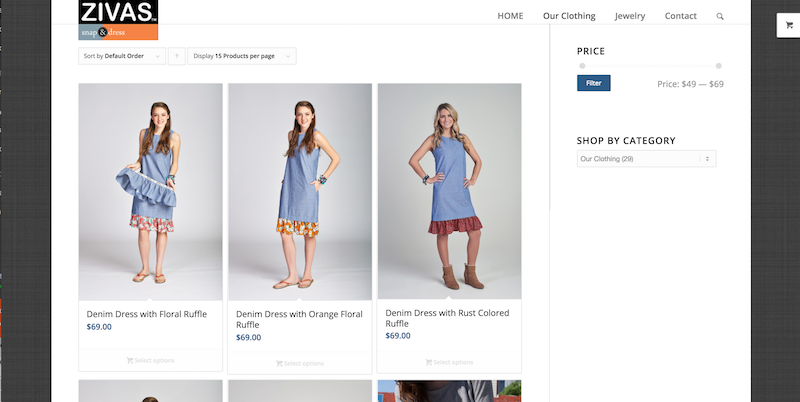 ZIVAS
snap & dress
HOME Our Clothing Jewelry Contact
Sort by Default Order
Display 15 Products per page
Denim Dress with Floral Ruffle
$69.00
Select options
Denim Dress with Orange Floral
Ruffle
$69.00
Select options
Denim Dress with Rust Colored
Ruffle
$69.00
Select options
PRICE
Filter
Price: $49 — $69
SHOP BY CATEGORY
Our Clothing (29)